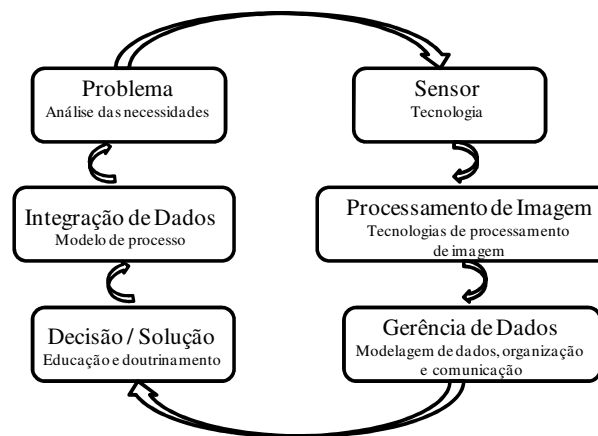 Problema
Análise das necessidades
Sensor
Tecnologia
Integração de Dados
Modelo de processo
Processamento de Imagem
Tecnologias de processamento
de imagem
Decisão / Solução
Educação e doutrinamento
Gerência de Dados
Modelagem de dados, organização
e comunicação